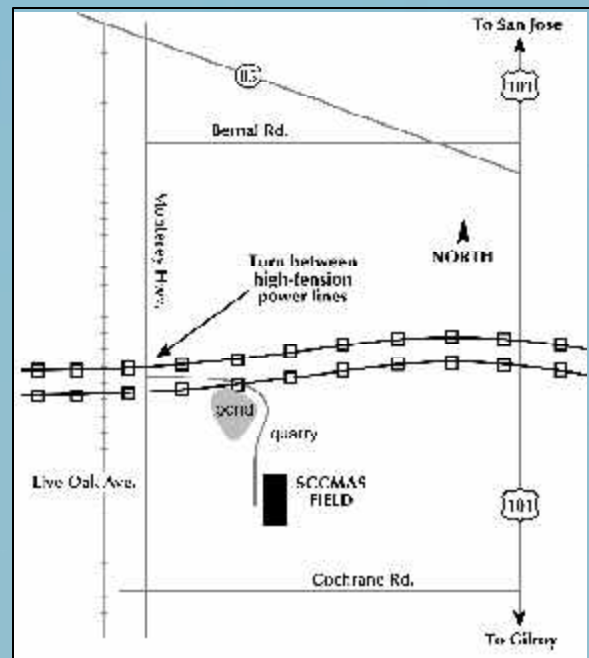 To San Jose
101
Bernal Rd.
Monterey Hwy.
NORTH
Turn between
high-tension
power lines
pond
quarry
Live Oak Ave.
SCCMAS
FIELD
101
Cochrane Rd.
To Gilroy